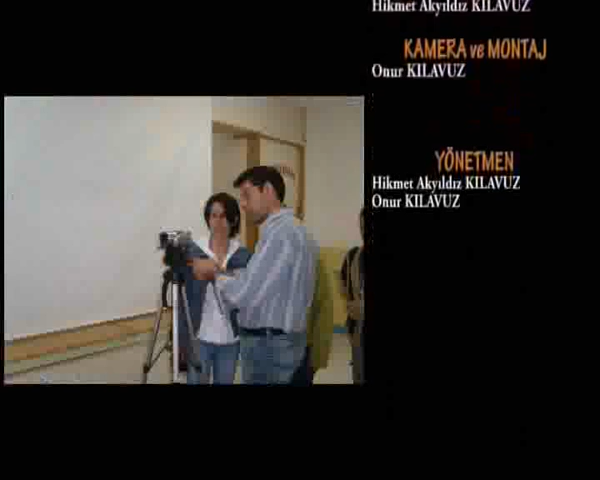 Hikmet Akyıldız KILAVUZ
KAMERA ve MONTAJ
Onur KILAVUZ
YÖNETMEN
Hikmet Akyıldız KILAVUZ
Onur KILAVUZ